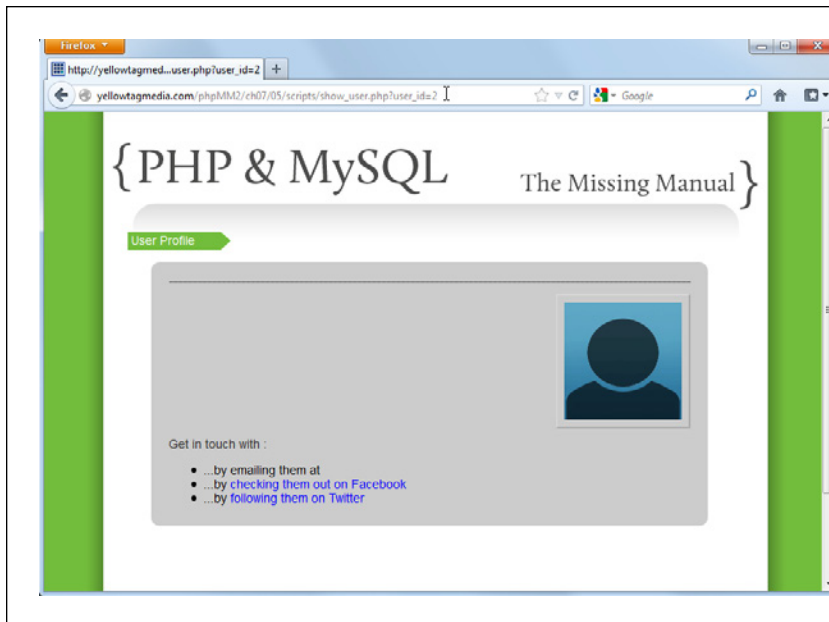 Firefox
http://yellowtagmed...user.php?user_id=2 +
yellowtagmedia.com/phpMM2/ch07/05/scripts/show_user.php?user_id=2
Google
{PHP & MySQL
The Missing Manual}
User Profile
Get in touch with :
• ...by emailing them at
• ...by checking them out on Facebook
• ...by following them on Twitter